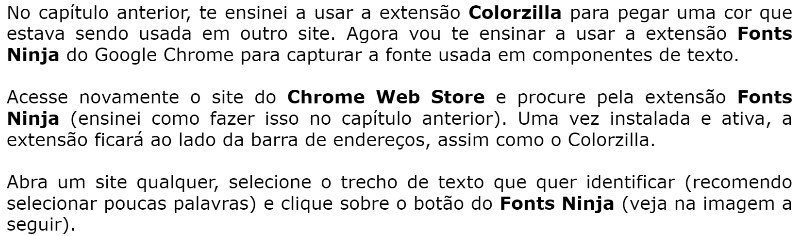 No capítulo anterior, te ensinei a usar a extensão Colorzilla para pegar uma cor que
estava sendo usada em outro site. Agora vou te ensinar a usar a extensão Fonts
Ninja do Google Chrome para capturar a fonte usada em componentes de texto.
Acesse novamente o site do Chrome Web Store e procure pela extensão Fonts
Ninja (ensinei como fazer isso no capítulo anterior). Uma vez instalada e ativa, a
extensão ficará ao lado da barra de endereços, assim como o Colorzilla.
Abra um site qualquer, selecione o trecho de texto que quer identificar (recomendo
selecionar poucas palavras) e clique sobre o botão do Fonts Ninja (veja na imagem a
seguir).